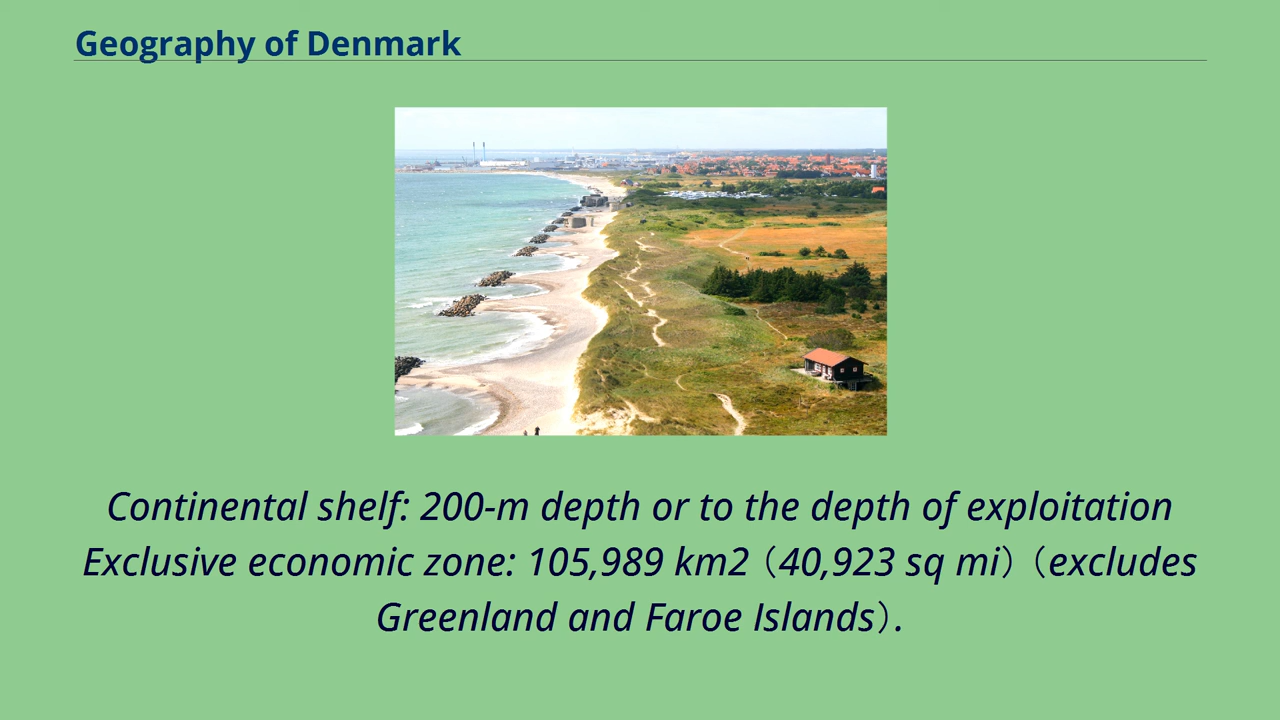 Geography of Denmark
Continental shelf: 200-m depth or to the depth of exploitation
Exclusive economic zone: 105,989 km2（40,923 sq mi）（excludes
Greenland and Faroe Islands）.